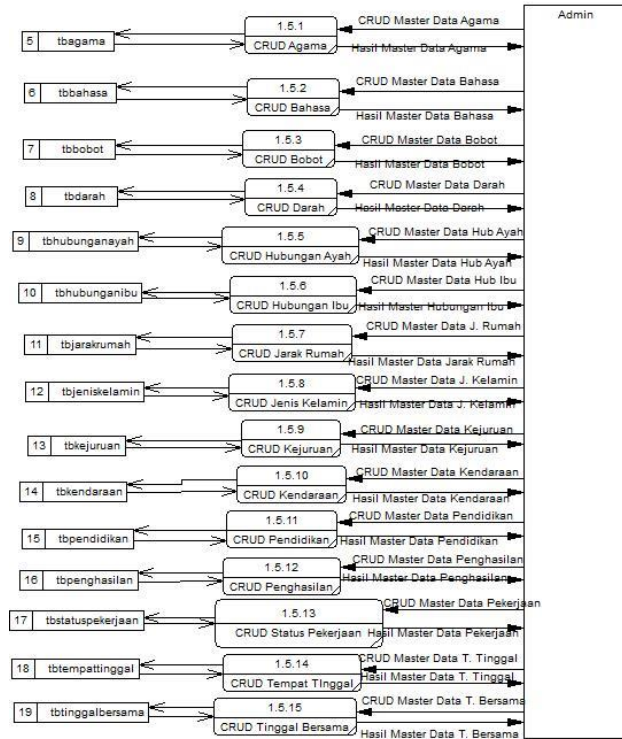 Admin
1.5.1
CRUD Master Data Agama
5 tbagama
CRUD Agama
Hasil Master Data Agama
1.5.2
CRUD Master Data Bahasa
6 tbbahasa
CRUD Bahasa
Hasil Master Data Bahasa
1.5.3
CRUD Master Data Bobot
7 tbbobot
CRUD Bobot
Hasil Master Data Bobot
1.5.4
CRUD Master Data Darah
8 tbdarah
CRUD Darah
Hasil Master Data Darah
1.5.5
CRUD Master Data Hub Ayah
9 tbhubunganayah
CRUD Hubungan Ayah
Hasil Master Data Hub Ayah
1.5.6
CRUD Master Data Hub Ibu
10 tbhubunganibu
CRUD Hubungan Ibu
Hasil Master Hubungan Ibu
1.5.7
CRUD Master Data J. Rumah
11 tbjarakrumah
CRUD Jarak Rumah
Hasil Master Data Jarak Rumah
1.5.8
CRUD Master Data J. Kelamin
12 tbjeniskelamin
CRUD Jenis Kelamin
Hasil Master Data J. Kelamin
1.5.9
CRUD Master Data Kejuruan
13 tbkejuruan
CRUD Kejuruan
Hasil Master Data Kejuruan
1.5.10
CRUD Master Data Kendaraan
14 tbkendaraan
CRUD Kendaraan
Hasil Master Data Kendaraan
1.5.11
CRUD Master Data Pendidikan
15 tbpendidikan
CRUD Pendidikan
Hasil Master Data Pendidikan
1.5.12
CRUD Master Data Penghasilan
16 tbpenghasilan
CRUD Penghasilan
Hasil Master Data Penghasilan
1.5.13
CRUD Master Data Pekerjaan
17 tbstatuspekerjaan
CRUD Status Pekerjaan
Hasil Master Data Pekerjaan
1.5.14
CRUD Master Data T. Tinggal
18 tbtempattinggal
CRUD Tempat TInggal
Hasil Master Data T. Tinggal
1.5.15
CRUD Master Data T. Bersama
19 tbtinggalbersama
CRUD Tinggal Bersama
Hasil Master Data T. Bersama